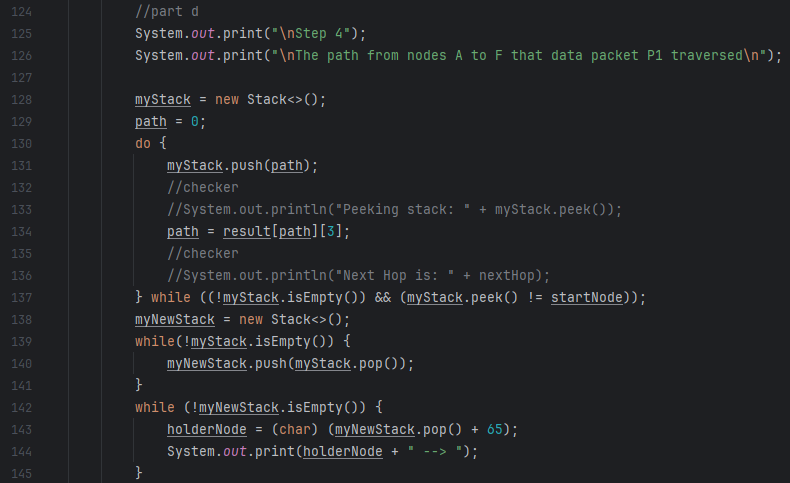 124 //part d
125 System.out.print("\nStep 4");
126 System.out.print("\nThe path from nodes A to F that data packet P1 traversed\n");
127
128 myStack = new Stack<>();
129 path = 0;
130 do {
131 myStack.push(path);
132 //checker
133 //System.out.println("Peeking stack: " + myStack.peek());
134 path = result[path][3];
135 //checker
136 //System.out.println("Next Hop is: " + nextHop);
137 } while ((!myStack.isEmpty()) && (myStack.peek() != startNode));
138 myNewStack = new Stack<>();
139 while(!myStack.isEmpty()) {
140 myNewStack.push(myStack.pop());
141 }
142 while (!myNewStack.isEmpty()) {
143 holderNode = (char) (myNewStack.pop() + 65);
144 System.out.print(holderNode + " --> ");
145 }